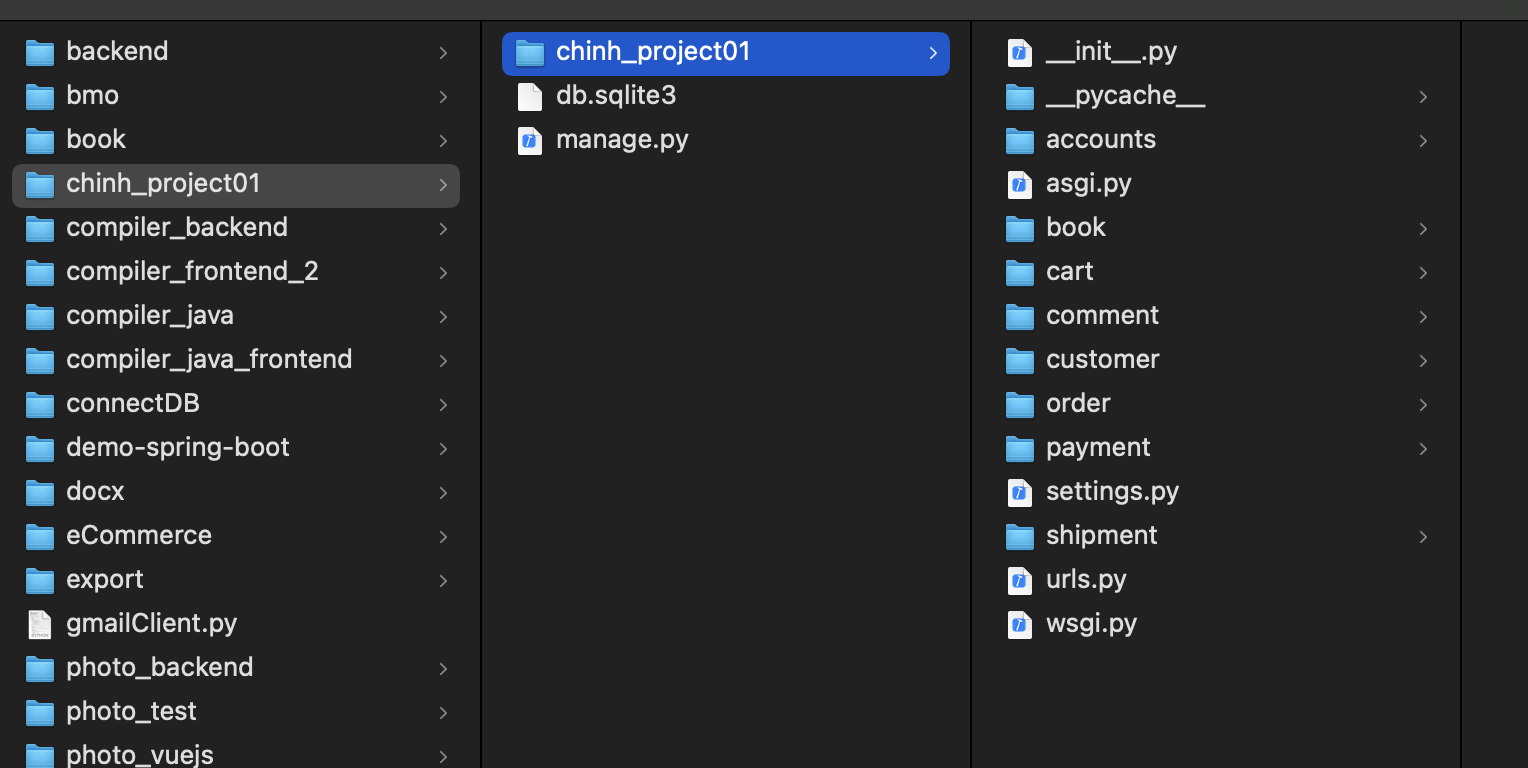 backend
bmo
book
chinh_project01
compiler_backend
compiler_frontend_2
compiler_java
compiler_java_frontend
connectDB
demo-spring-boot
docx
eCommerce
export
gmailClient.py
photo_backend
photo_test
photo_vuejs
chinh_project01
db.sqlite3
manage.py
__init__.py
__pycache__
accounts
asgi.py
book
cart
comment
customer
order
payment
settings.py
shipment
urls.py
wsgi.py